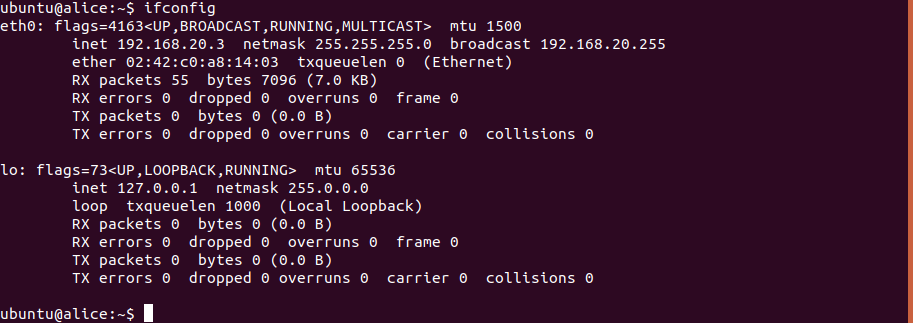 ubuntu@alice:~$ ifconfig
eth0: flags=4163<UP,BROADCAST,RUNNING,MULTICAST>  mtu 1500
        inet 192.168.20.3  netmask 255.255.255.0  broadcast 192.168.20.255
        ether 02:42:c0:a8:14:03  txqueuelen 0  (Ethernet)
        RX packets 55  bytes 7096 (7.0 KB)
        RX errors 0  dropped 0  overruns 0  frame 0
        TX packets 0  bytes 0 (0.0 B)
        TX errors 0  dropped 0 overruns 0  carrier 0  collisions 0

lo: flags=73<UP,LOOPBACK,RUNNING>  mtu 65536
        inet 127.0.0.1  netmask 255.0.0.0
        loop  txqueuelen 1000  (Local Loopback)
        RX packets 0  bytes 0 (0.0 B)
        RX errors 0  dropped 0  overruns 0  frame 0
        TX packets 0  bytes 0 (0.0 B)
        TX errors 0  dropped 0 overruns 0  carrier 0  collisions 0

ubuntu@alice:~$